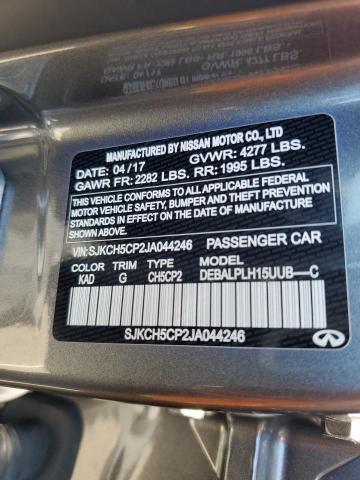 MANUFACTURED BY NISSAN MOTOR CO., LTD
DATE: 04/17 GVWR: 4277 LBS.
GAWR FR: 2282 LBS. RR: 1995 LBS.
THIS VEHICLE CONFORMS TO ALL APPLICABLE FEDERAL
MOTOR VEHICLE SAFETY, BUMPER AND THEFT PREVENTION
STANDARDS IN EFFECT ON THE DATE OF MANUFACTURE
SHOWN ABOVE.
VIN: SJKCH5CP2JA044246 PASSENGER CAR
COLOR TRIM TYPE MODEL
KAD G CH5CP2 DEBALPLH15UUB—C
SJKCH5CP2JA044246